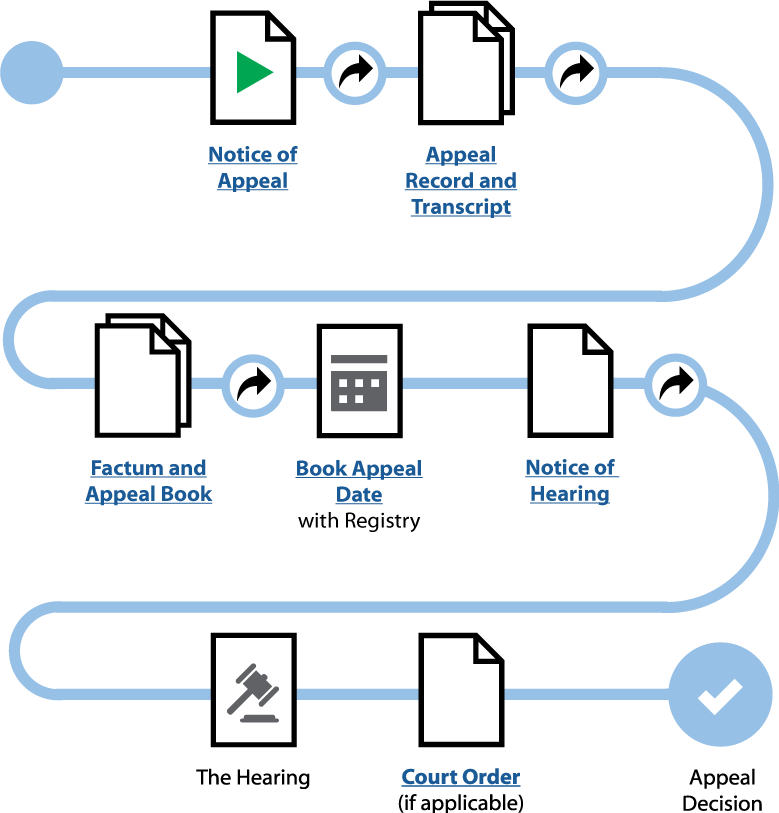 Notice of
Appeal
Appeal
Record and
Transcript
Factum and
Appeal Book
Book Appeal
Date
with Registry
Notice of
Hearing
The Hearing
Court Order
(if applicable)
Appeal
Decision